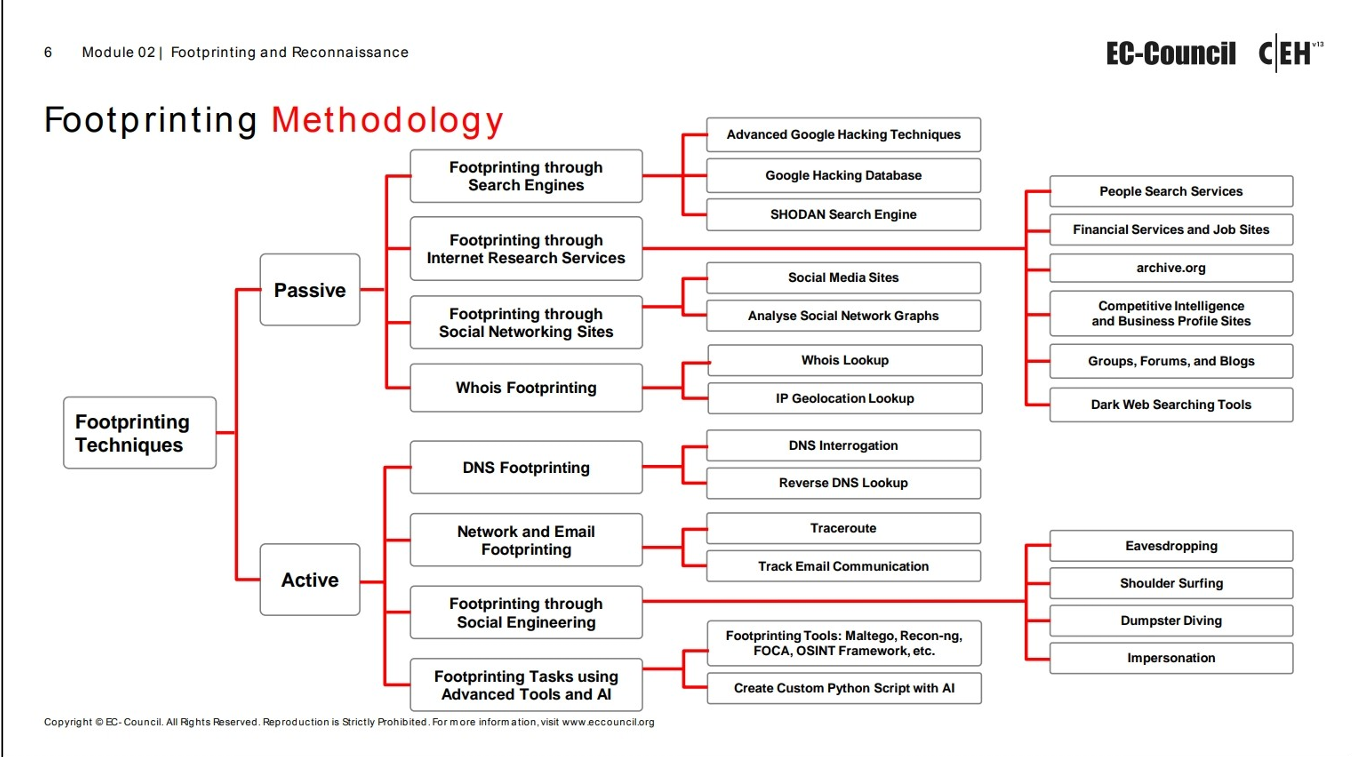 6 Module 02 | Footprinting and Reconnaissance
EC-Council C|EH v13
Footprinting Methodology
Footprinting
Techniques
Passive
Footprinting through
Search Engines
Advanced Google Hacking Techniques
Google Hacking Database
SHODAN Search Engine
Footprinting through
Internet Research Services
People Search Services
Financial Services and Job Sites
archive.org
Competitive Intelligence
and Business Profile Sites
Groups, Forums, and Blogs
Dark Web Searching Tools
Footprinting through
Social Networking Sites
Social Media Sites
Analyse Social Network Graphs
Whois Footprinting
Whois Lookup
IP Geolocation Lookup
Active
DNS Footprinting
DNS Interrogation
Reverse DNS Lookup
Network and Email
Footprinting
Traceroute
Track Email Communication
Footprinting through
Social Engineering
Eavesdropping
Shoulder Surfing
Dumpster Diving
Impersonation
Footprinting Tasks using
Advanced Tools and AI
Footprinting Tools: Maltego, Recon-ng,
FOCA, OSINT Framework, etc.
Create Custom Python Script with AI
Copyright © EC-Council. All Rights Reserved. Reproduction is Strictly Prohibited. For more information, visit www.eccouncil.org